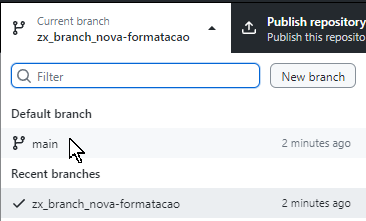 Current branch
zx_branch_nova-formatacao
Publish repository
Publish this reposito
Filter
New branch
Default branch
main
2 minutes ago
Recent branches
zx_branch_nova-formatacao
2 minutes ago